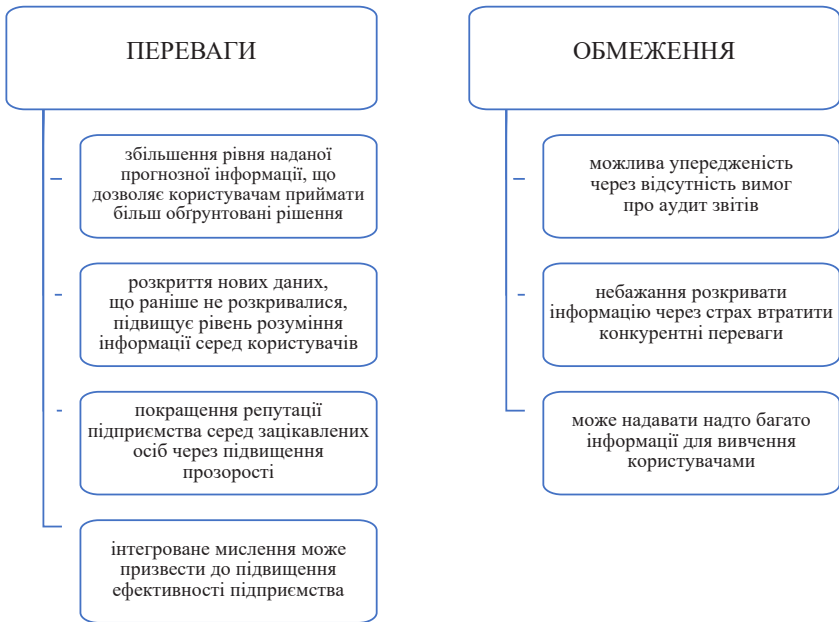 ПЕРЕВАГИ
збільшення рівня наданої
прогнозної інформації, що
дозволяє користувачам приймати
більш обґрунтовані рішення
розкриття нових даних,
що раніше не розкривалися,
підвищує рівень розуміння
інформації серед користувачів
покращення репутації
підприємства серед зацікавлених
осіб через підвищення
прозорості
інтегроване мислення може
призвести до підвищення
ефективності підприємства
ОБМЕЖЕННЯ
можлива упередженість
через відсутність вимог
про аудит звітів
небажання розкривати
інформацію через страх втратити
конкурентні переваги
може надавати надто багато
інформації для вивчення
користувачами